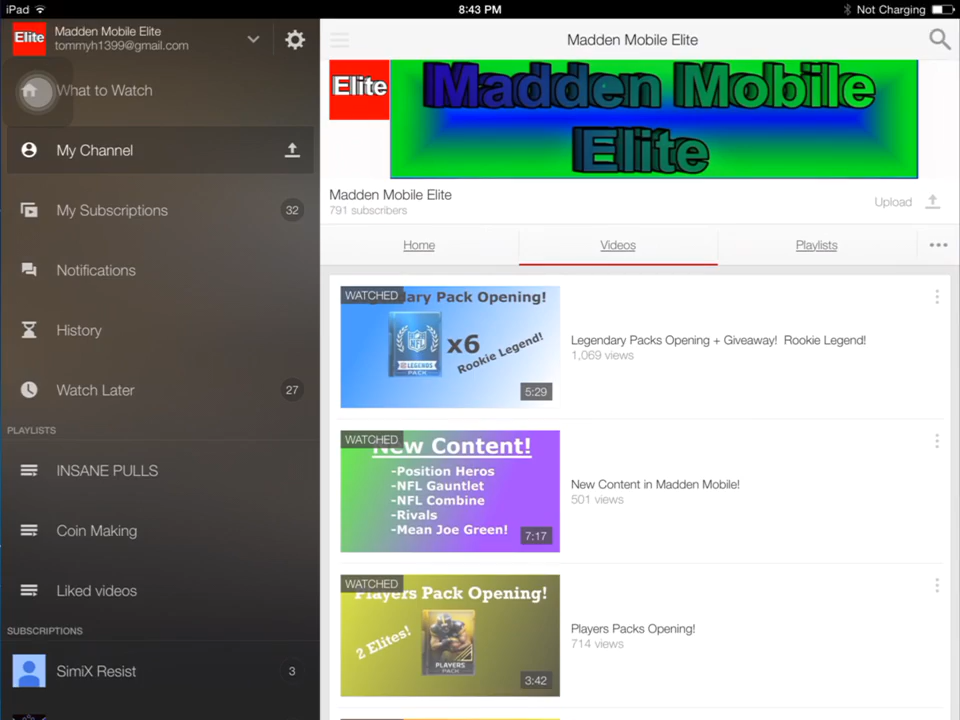 iPad
8:43 PM
Not Charging
Elite
Madden Mobile Elite
tommyh1399@gmail.com
What to Watch
My Channel
My Subscriptions
32
Notifications
History
Watch Later
27
PLAYLISTS
INSANE PULLS
Coin Making
Liked videos
SUBSCRIPTIONS
SimiX Resist
3
Madden Mobile Elite
Elite
Madden Mobile
Elite
Madden Mobile Elite
791 subscribers
Upload
Home
Videos
Playlists
WATCHED
Pack Opening!
NFL
LEGENDS
PACK
x6
Rookie Legend!
5:29
Legendary Packs Opening + Giveaway!  Rookie Legend!
1,069 views
WATCHED
New Content!
-Position Heros
-NFL Gauntlet
-NFL Combine
-Rivals
-Mean Joe Green!
7:17
New Content in Madden Mobile!
501 views
WATCHED
Players Pack Opening!
2 Elites!
PLAYERS
PACK
3:42
Players Packs Opening!
714 views